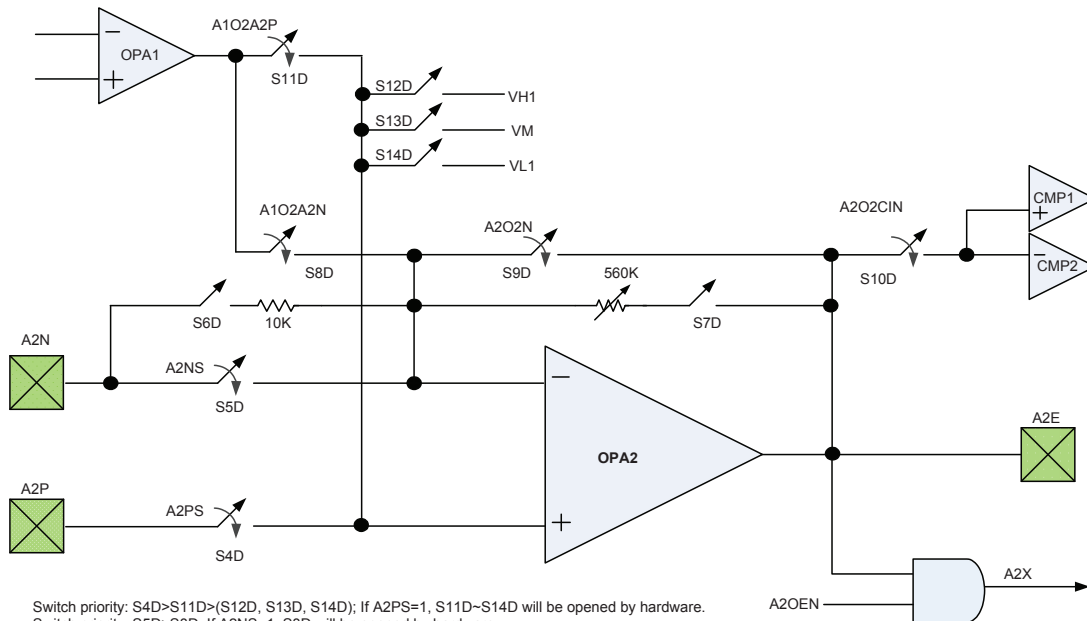 A1O2A2P
OPA1
S11D
S12D
VH1
S13D
VM
S14D
VL1
A1O2A2N
S8D
A2O2N
S9D
A2O2CIN
S10D
CMP1
CMP2
S6D
10K
560K
S7D
A2N
A2NS
S5D
OPA2
A2E
A2P
A2PS
S4D
A2X
A2OEN
Switch priority: S4D>S11D>(S12D, S13D, S14D); If A2PS=1, S11D~S14D will be opened by hardware.